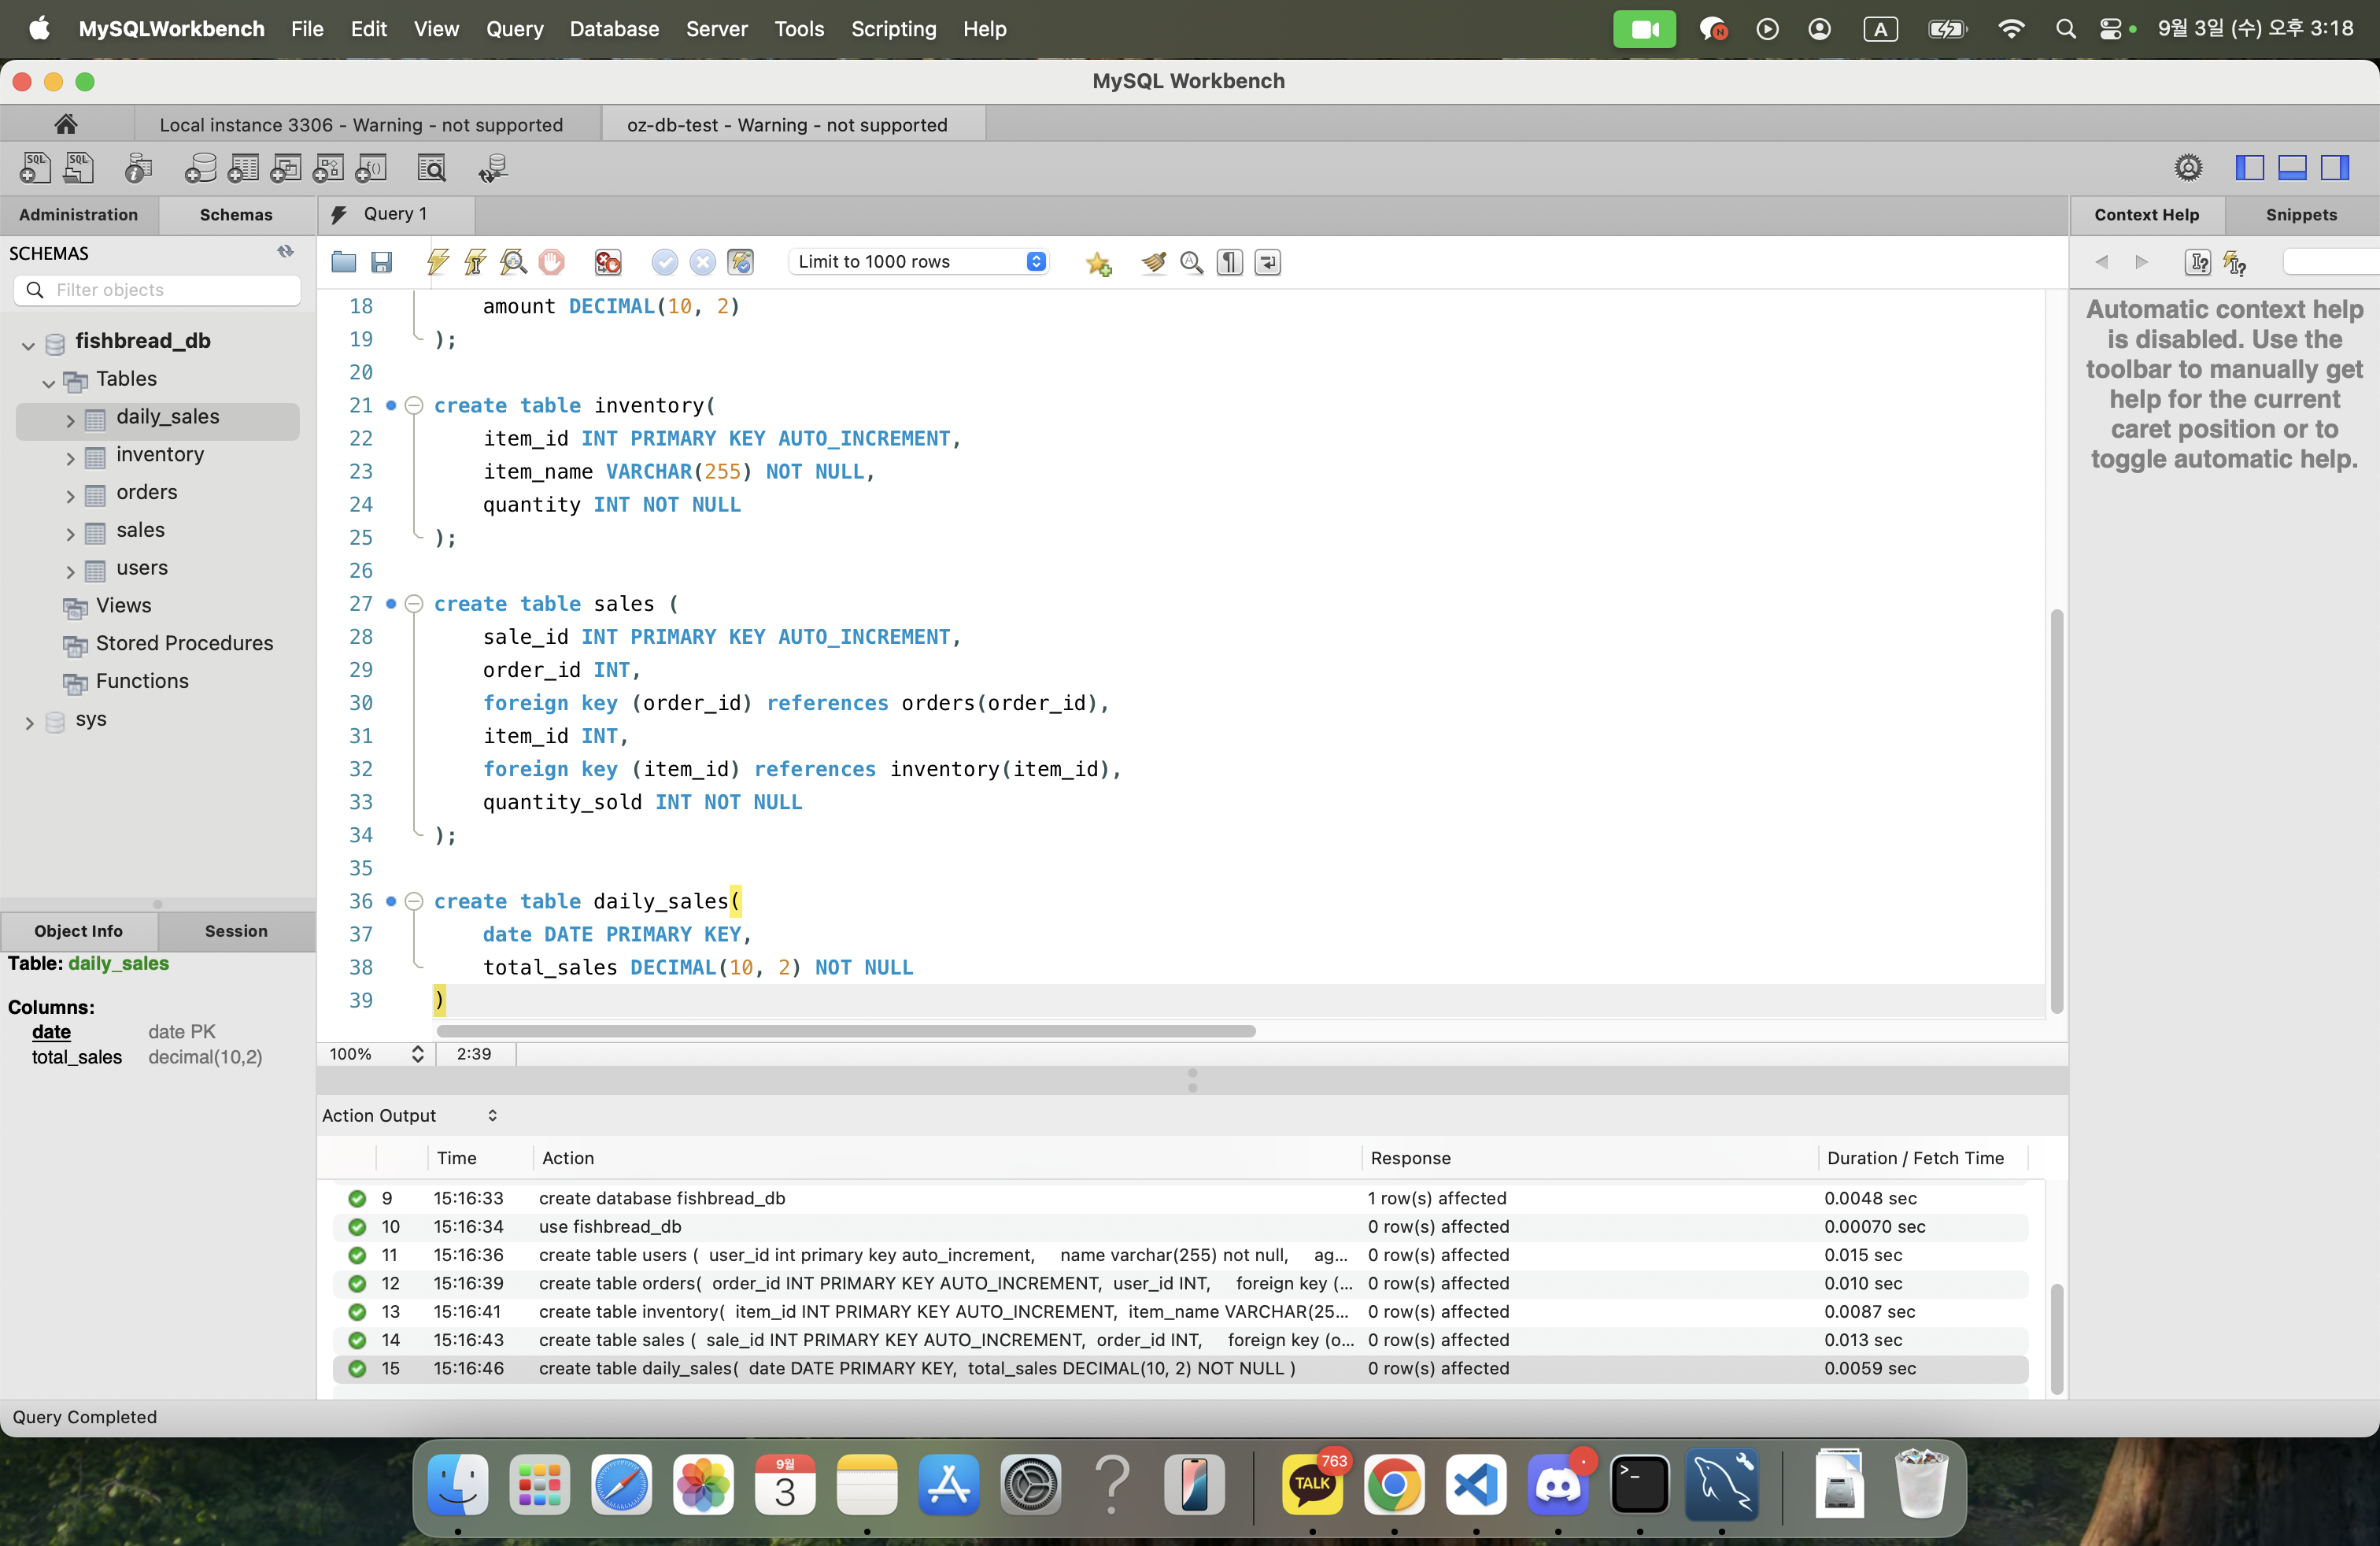 MySQLWorkbench File Edit View Query Database Server Tools Scripting Help N A 9월 3일 (수) 오후 3:18
MySQL Workbench
Local instance 3306 - Warning - not supported oz-db-test - Warning - not supported
SQL SQL
Administration Schemas Query 1 Context Help Snippets
SCHEMAS
Limit to 1000 rows
Filter objects
fishbread_db
Tables
daily_sales
inventory
orders
sales
users
Views
Stored Procedures
Functions
sys
Object Info Session
Table: daily_sales
Columns:
date date PK
total_sales decimal(10,2)
18 amount DECIMAL(10, 2)
19 );
20
21 create table inventory(
22 item_id INT PRIMARY KEY AUTO_INCREMENT,
23 item_name VARCHAR(255) NOT NULL,
24 quantity INT NOT NULL
25 );
26
27 create table sales (
28 sale_id INT PRIMARY KEY AUTO_INCREMENT,
29 order_id INT,
30 foreign key (order_id) references orders(order_id),
31 item_id INT,
32 foreign key (item_id) references inventory(item_id),
33 quantity_sold INT NOT NULL
34 );
35
36 create table daily_sales(
37 date DATE PRIMARY KEY,
38 total_sales DECIMAL(10, 2) NOT NULL
39 )
100% 2:39
Automatic context help
is disabled. Use the
toolbar to manually get
help for the current
caret position or to
toggle automatic help.
Action Output
Time Action Response Duration / Fetch Time
9 15:16:33 create database fishbread_db 1 row(s) affected 0.0048 sec
10 15:16:34 use fishbread_db 0 row(s) affected 0.00070 sec
11 15:16:36 create table users ( user_id int primary key auto_increment, name varchar(255) not null, ag... 0 row(s) affected 0.015 sec
12 15:16:39 create table orders( order_id INT PRIMARY KEY AUTO_INCREMENT, user_id INT, foreign key (... 0 row(s) affected 0.010 sec
13 15:16:41 create table inventory( item_id INT PRIMARY KEY AUTO_INCREMENT, item_name VARCHAR(25... 0 row(s) affected 0.0087 sec
14 15:16:43 create table sales ( sale_id INT PRIMARY KEY AUTO_INCREMENT, order_id INT, foreign key (o... 0 row(s) affected 0.013 sec
15 15:16:46 create table daily_sales( date DATE PRIMARY KEY, total_sales DECIMAL(10, 2) NOT NULL ) 0 row(s) affected 0.0059 sec
Query Completed
9월
3
TALK
763
>_